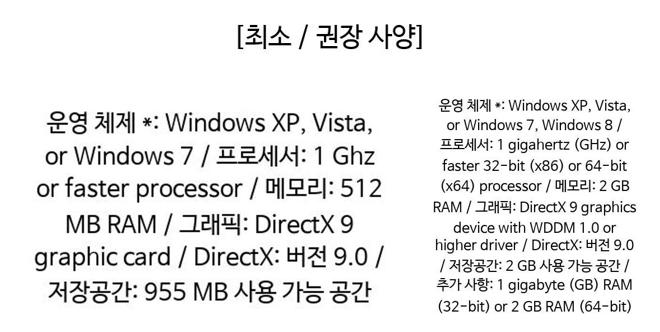 [최소 / 권장 사양]
운영 체제 *: Windows XP, Vista,
or Windows 7 / 프로세서: 1 Ghz
or faster processor / 메모리: 512
MB RAM / 그래픽: DirectX 9
graphic card / DirectX: 버전 9.0 /
저장공간: 955 MB 사용 가능 공간
운영 체제 *: Windows XP, Vista,
or Windows 7, Windows 8 /
프로세서: 1 gigahertz (GHz) or
faster 32-bit (x86) or 64-bit
(x64) processor / 메모리: 2 GB
RAM / 그래픽: DirectX 9 graphics
device with WDDM 1.0 or
higher driver / DirectX: 버전 9.0
/ 저장공간: 2 GB 사용 가능 공간 /
추가 사항: 1 gigabyte (GB) RAM
(32-bit) or 2 GB RAM (64-bit)